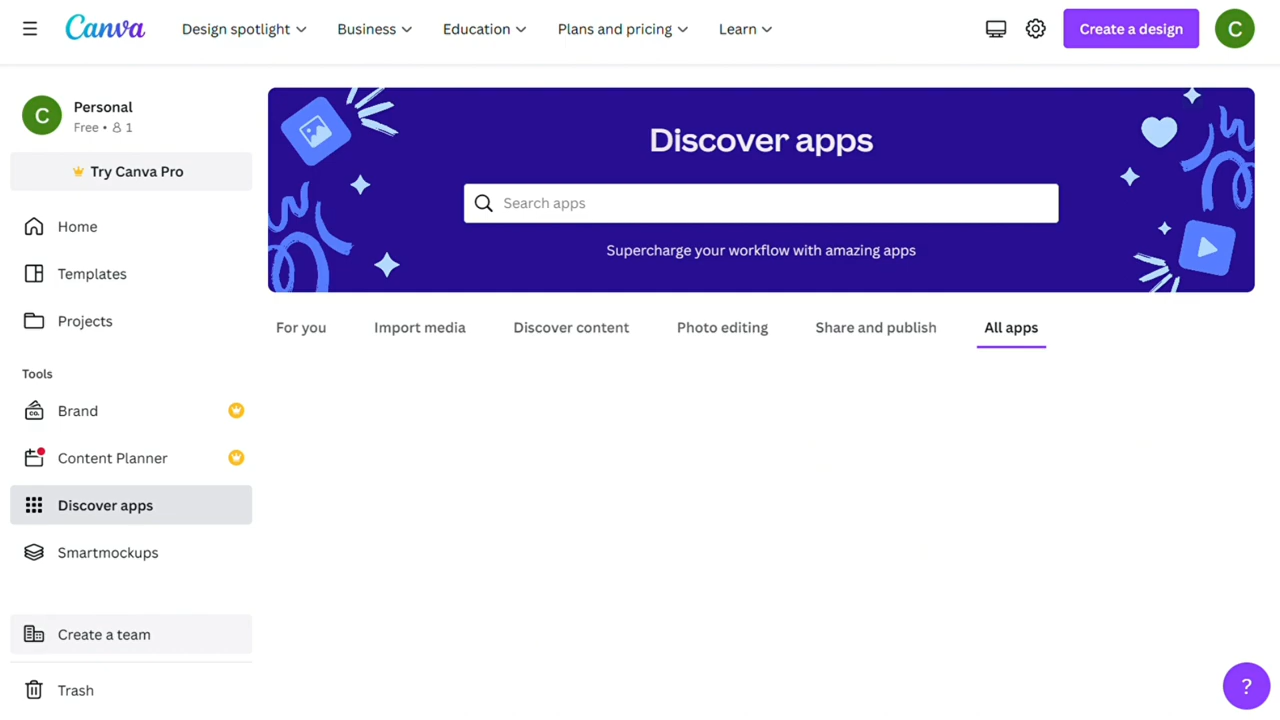 Canva Design spotlight Business Education Plans and pricing Learn Create a design C
C Personal
Free • 1
Try Canva Pro
Home
Templates
Projects
Tools
Brand
CO.
Content Planner
Discover apps
Smartmockups
Create a team
Trash
Discover apps
Search apps
Supercharge your workflow with amazing apps
For you Import media Discover content Photo editing Share and publish All apps
?